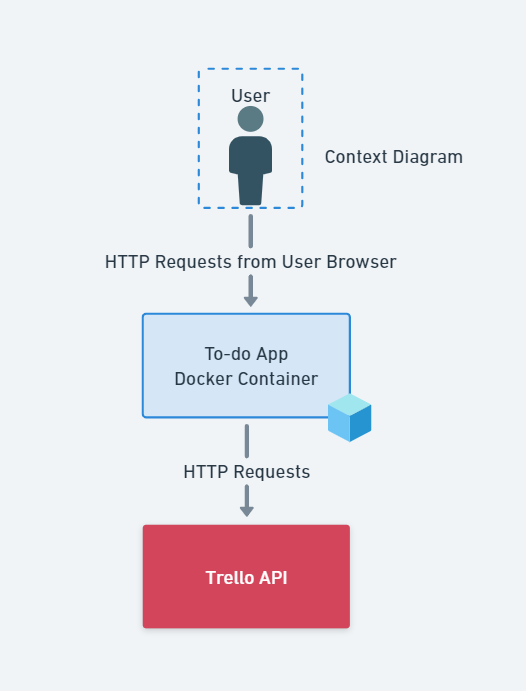 User
Context Diagram
HTTP Requests from User Browser
To-do App
Docker Container
HTTP Requests
Trello API